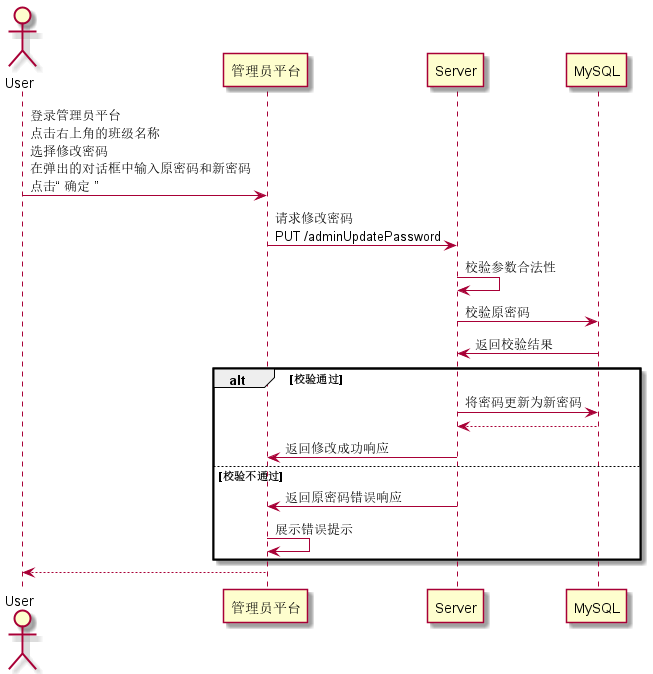 User
管理员平台
Server
MySQL
登录管理员平台
点击右上角的班级名称
选择修改密码
在弹出的对话框中输入原密码和新密码
点击“ 确定 ”
请求修改密码
PUT /adminUpdatePassword
校验参数合法性
校验原密码
返回校验结果
alt
[校验通过]
将密码更新为新密码
返回修改成功响应
[校验不通过]
返回原密码错误响应
展示错误提示
User
管理员平台
Server
MySQL